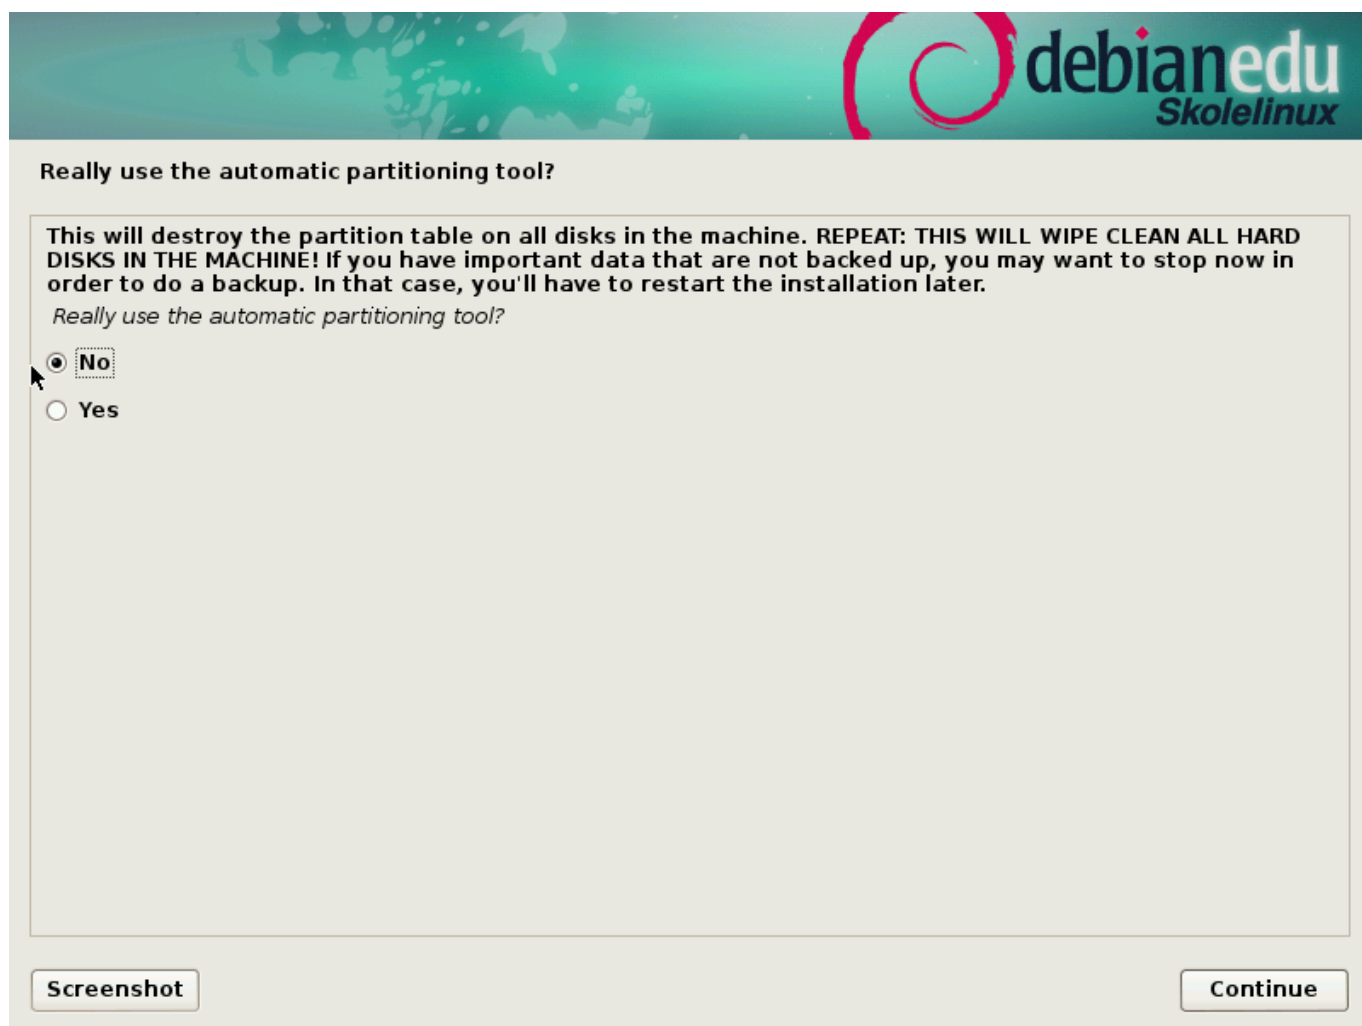 debianedu
Skolelinux
Really use the automatic partitioning tool?
This will destroy the partition table on all disks in the machine. REPEAT: THIS WILL WIPE CLEAN ALL HARD
DISKS IN THE MACHINE! If you have important data that are not backed up, you may want to stop now in
order to do a backup. In that case, you'll have to restart the installation later.
Really use the automatic partitioning tool?
No
Yes
Screenshot
Continue